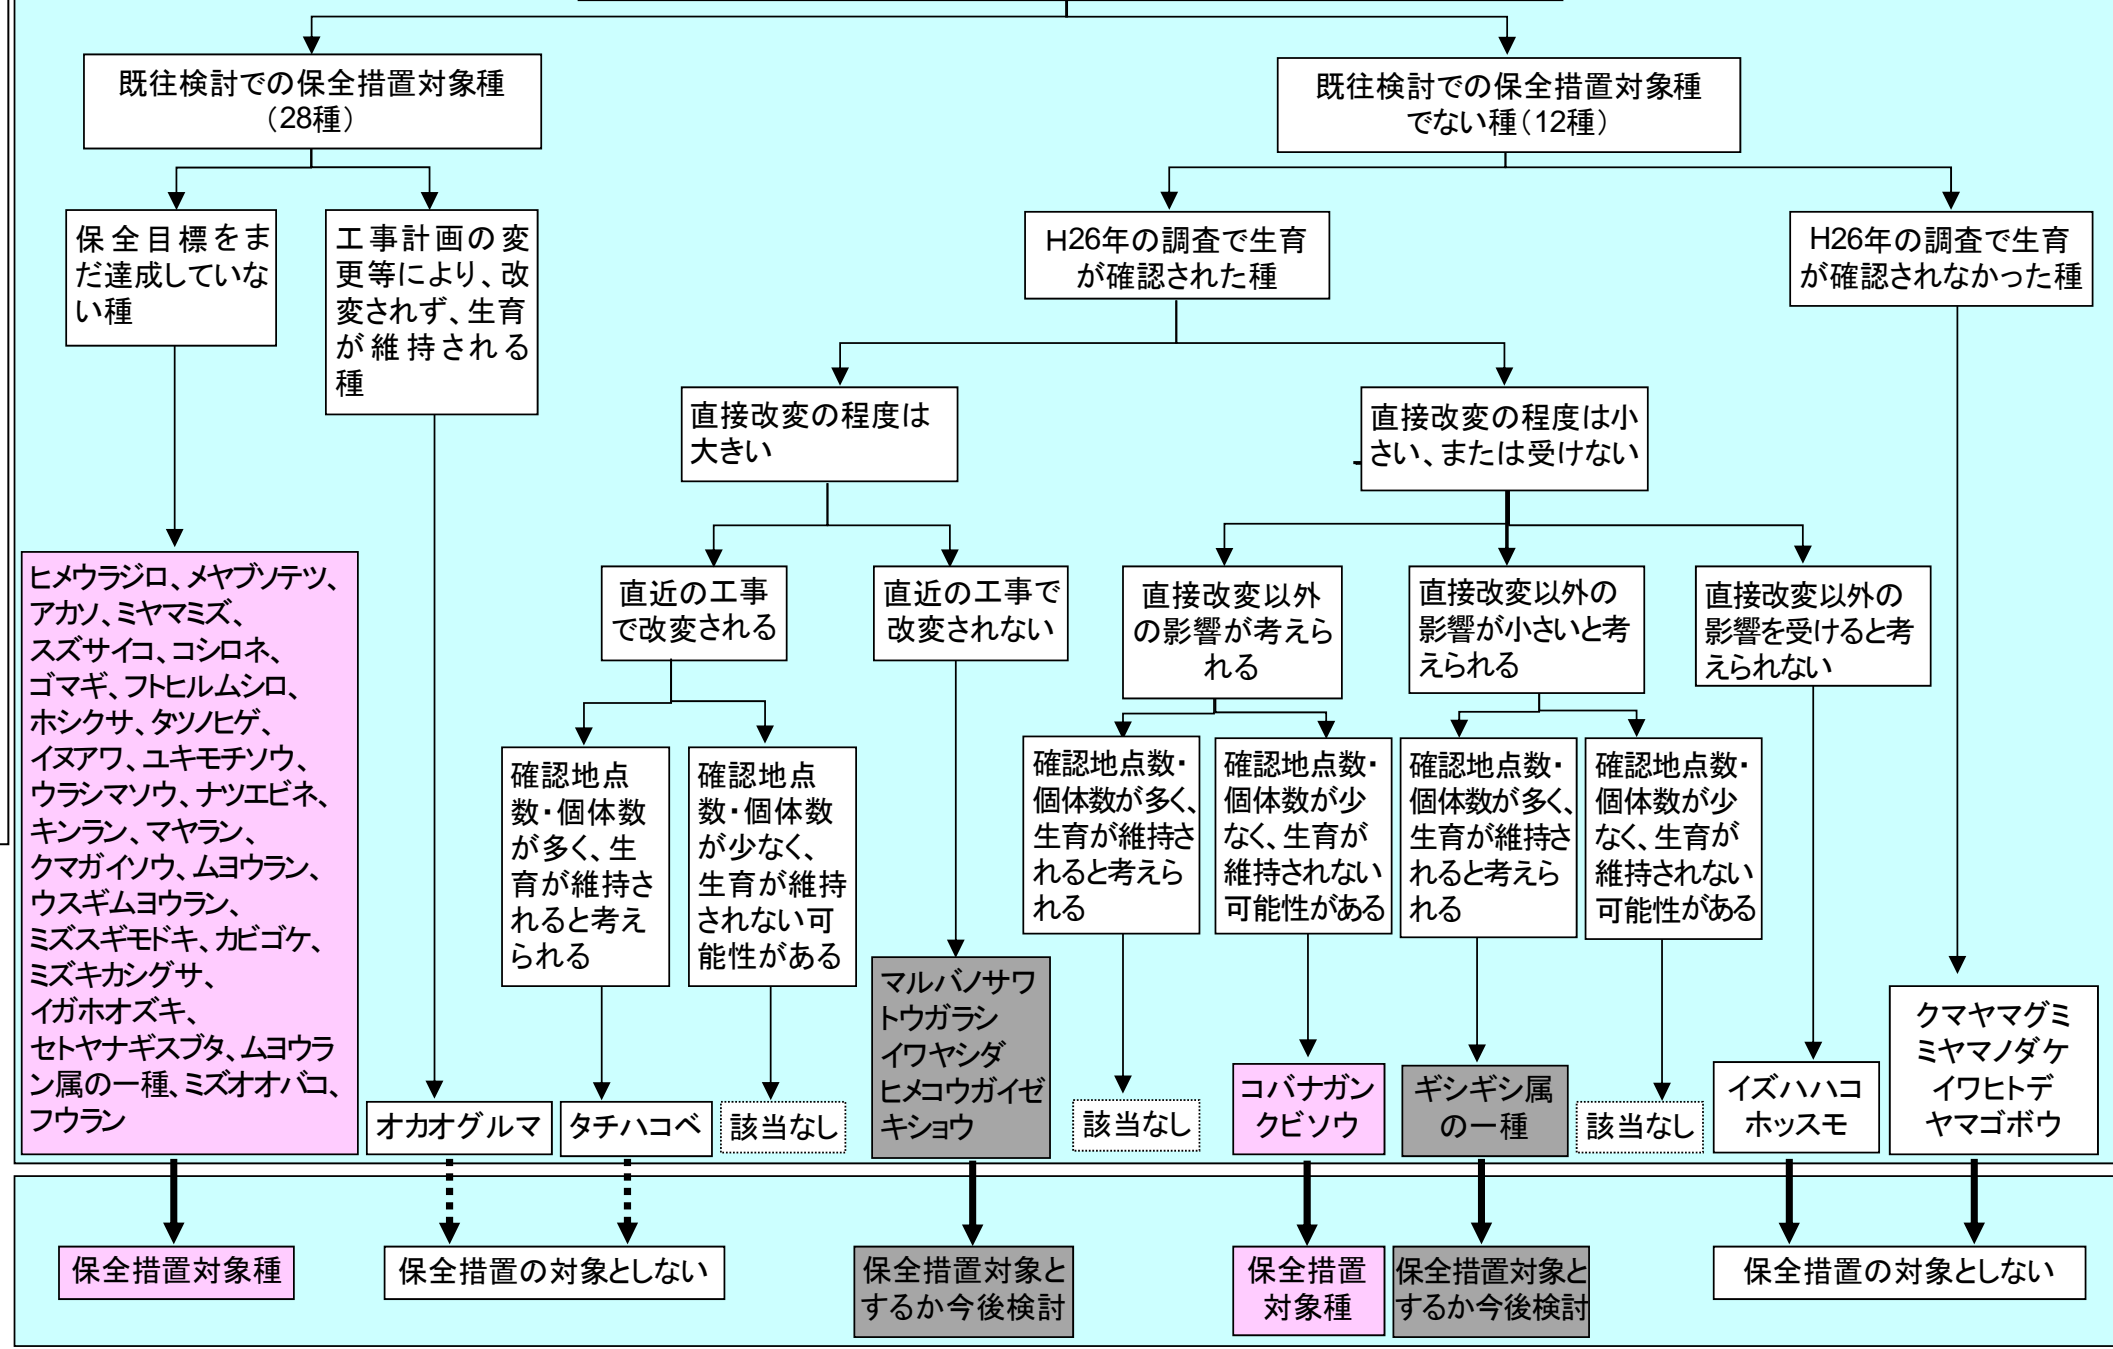 既往検討での保全措置対象種
（28種）
既往検討での保全措置対象種
でない種（12種）
保全目標をま
だ達成していな
い種
工事計画の変
更等により、改
変されず、生育
が維持される
種
H26年の調査で生育
が確認された種
H26年の調査で生育
が確認されなかった種
直接改変の程度は
大きい
直接改変の程度は小
さい、または受けない
直近の工事
で改変される
直近の工事で
改変されない
直接改変以外
の影響が考えら
れる
直接改変以外の
影響が小さいと考
えられる
直接改変以外の
影響を受けると考
えられない
確認地点
数・個体数
が多く、生
育が維持さ
れると考え
られる
確認地点
数・個体数
が少なく、
生育が維持
されない可
能性がある
確認地点数・
個体数が多く、
生育が維持さ
れると考えら
れる
確認地点数・
個体数が少
なく、生育が
維持されない
可能性がある
確認地点数・
個体数が多く、
生育が維持さ
れると考えら
れる
確認地点数・
個体数が少
なく、生育が
維持されない
可能性がある
ヒメウラジロ、メヤブソテツ、
アカソ、ミヤマミズ、
スズサイコ、コシロネ、
ゴマギ、フトヒルムシロ、
ホシクサ、タツノヒゲ、
イヌアワ、ユキモチソウ、
ウラシマソウ、ナツエビネ、
キンラン、マヤラン、
クマガイソウ、ムヨウラン、
ウスギムヨウラン、
ミズスギモドキ、カビゴケ、
ミズキカシグサ、
イガホオズキ、
セトヤナギスブタ、ムヨウラ
ン属の一種、ミズオオバコ、
フウラン
オカオグルマ
タチハコベ
該当なし
マルバノサワ
トウガラシ
イワヤシダ
ヒメコウガイゼ
キショウ
該当なし
コバナガン
クビソウ
ギシギシ属
の一種
該当なし
イズハハコ
ホッスモ
クマヤマグミ
ミヤマノダケ
イワヒトデ
ヤマゴボウ
保全措置対象種
保全措置の対象としない
保全措置対象と
するか今後検討
保全措置
対象種
保全措置対象と
するか今後検討
保全措置の対象としない